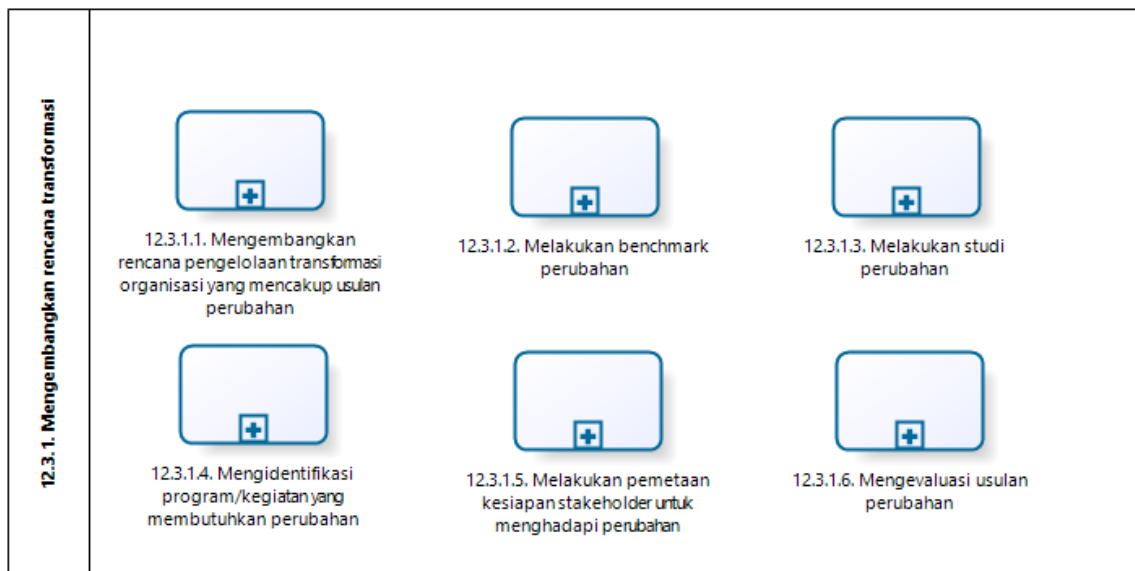 12.3.1. Mengembangkan rencana transformasi
12.3.1.1. Mengembangkan
rencana pengelolaan transformasi
organisasi yang mencakup usulan
perubahan
12.3.1.2. Melakukan benchmark
perubahan
12.3.1.3. Melakukan studi
perubahan
12.3.1.4. Mengidentifikasi
program/kegiatan yang
membutuhkan perubahan
12.3.1.5. Melakukan pemetaan
kesiapan stakeholder untuk
menghadapi perubahan
12.3.1.6. Mengevaluasi usulan
perubahan